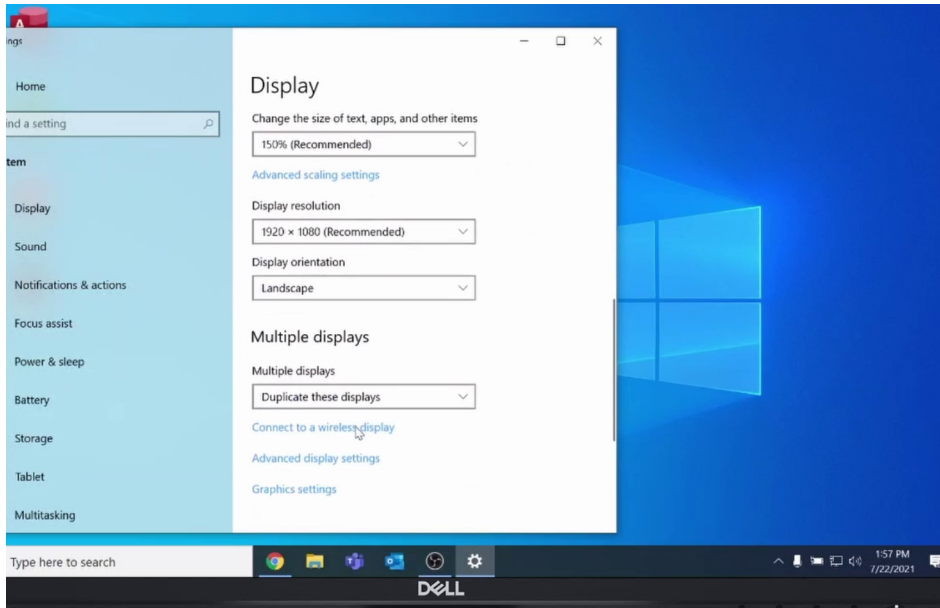 A
ngs
Home
ind a setting
tem
Display
Sound
Notifications & actions
Focus assist
Power & sleep
Battery
Storage
Tablet
Multitasking
Display
Change the size of text, apps, and other items
150% (Recommended)
Advanced scaling settings
Display resolution
1920 × 1080 (Recommended)
Display orientation
Landscape
Multiple displays
Multiple displays
Duplicate these displays
Connect to a wireless display
Advanced display settings
Graphics settings
Type here to search
1:57 PM
7/22/2021
DELL